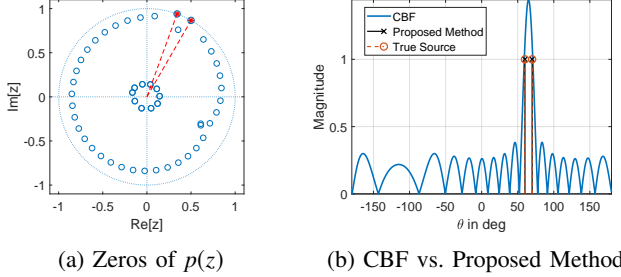 1
0.5
0
-0.5
-1
Im[z]
-1
-0.5
0
0.5
1
Re[z]
(a) Zeros of p(z)
CBF
Proposed Method
True Source
1
0.5
0
Magnitude
-150
-100
-50
0
50
100
150
θ in deg
(b) CBF vs. Proposed Method